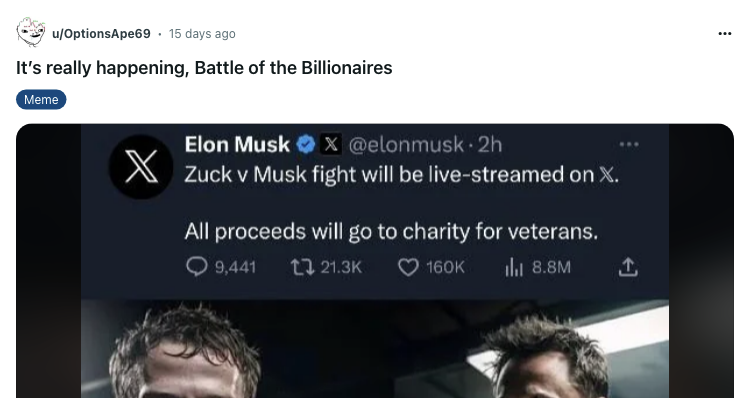 u/OptionsApe69 • 15 days ago
It's really happening, Battle of the Billionaires
Meme
Elon Musk X @elonmusk · 2h
Zuck v Musk fight will be live-streamed on 𝕏.
All proceeds will go to charity for veterans.
9,441 21.3K 160K 8.8M